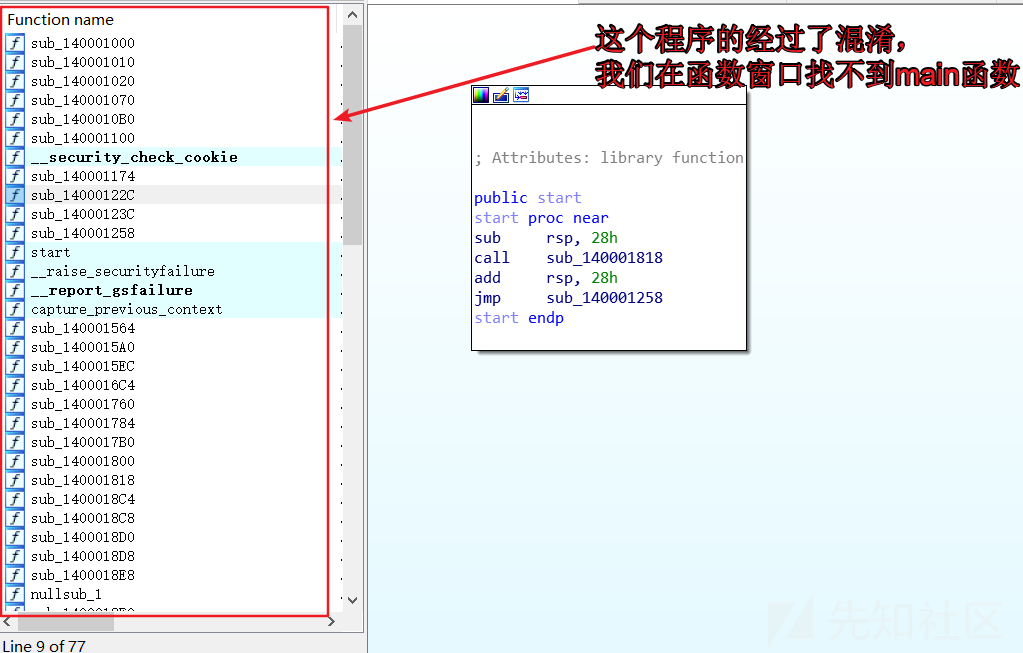 Function name
sub_140001000
sub_140001010
sub_140001020
sub_140001070
sub_1400010B0
sub_140001100
__security_check_cookie
sub_140001174
sub_14000122C
sub_14000123C
sub_140001258
start
__raise_securityfailure
__report_gsfailure
capture_previous_context
sub_140001564
sub_1400015A0
sub_1400015EC
sub_1400016C4
sub_140001760
sub_140001784
sub_1400017B0
sub_140001800
sub_140001818
sub_1400018C4
sub_1400018C8
sub_1400018D0
sub_1400018D8
sub_1400018E8
nullsub_1
Line 9 of 77
这个程序的经过了混淆，
我们在函数窗口找不到main函数
; Attributes: library function
public start
start proc near
sub rsp, 28h
call sub_140001818
add rsp, 28h
jmp sub_140001258
start endp
先知社区